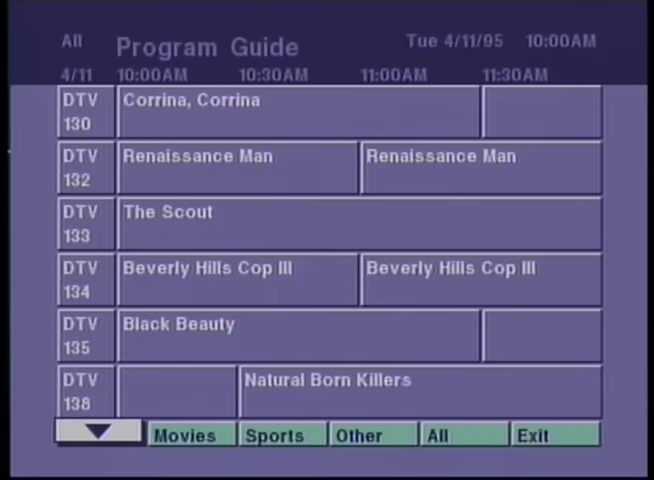 All Program Guide Tue 4/11/95 10:00AM
4/11 10:00AM 10:30AM 11:00AM 11:30AM
DTV 130 Corrina, Corrina
DTV 132 Renaissance Man Renaissance Man
DTV 133 The Scout
DTV 134 Beverly Hills Cop III Beverly Hills Cop III
DTV 135 Black Beauty
DTV 138 Natural Born Killers
Movies Sports Other All Exit